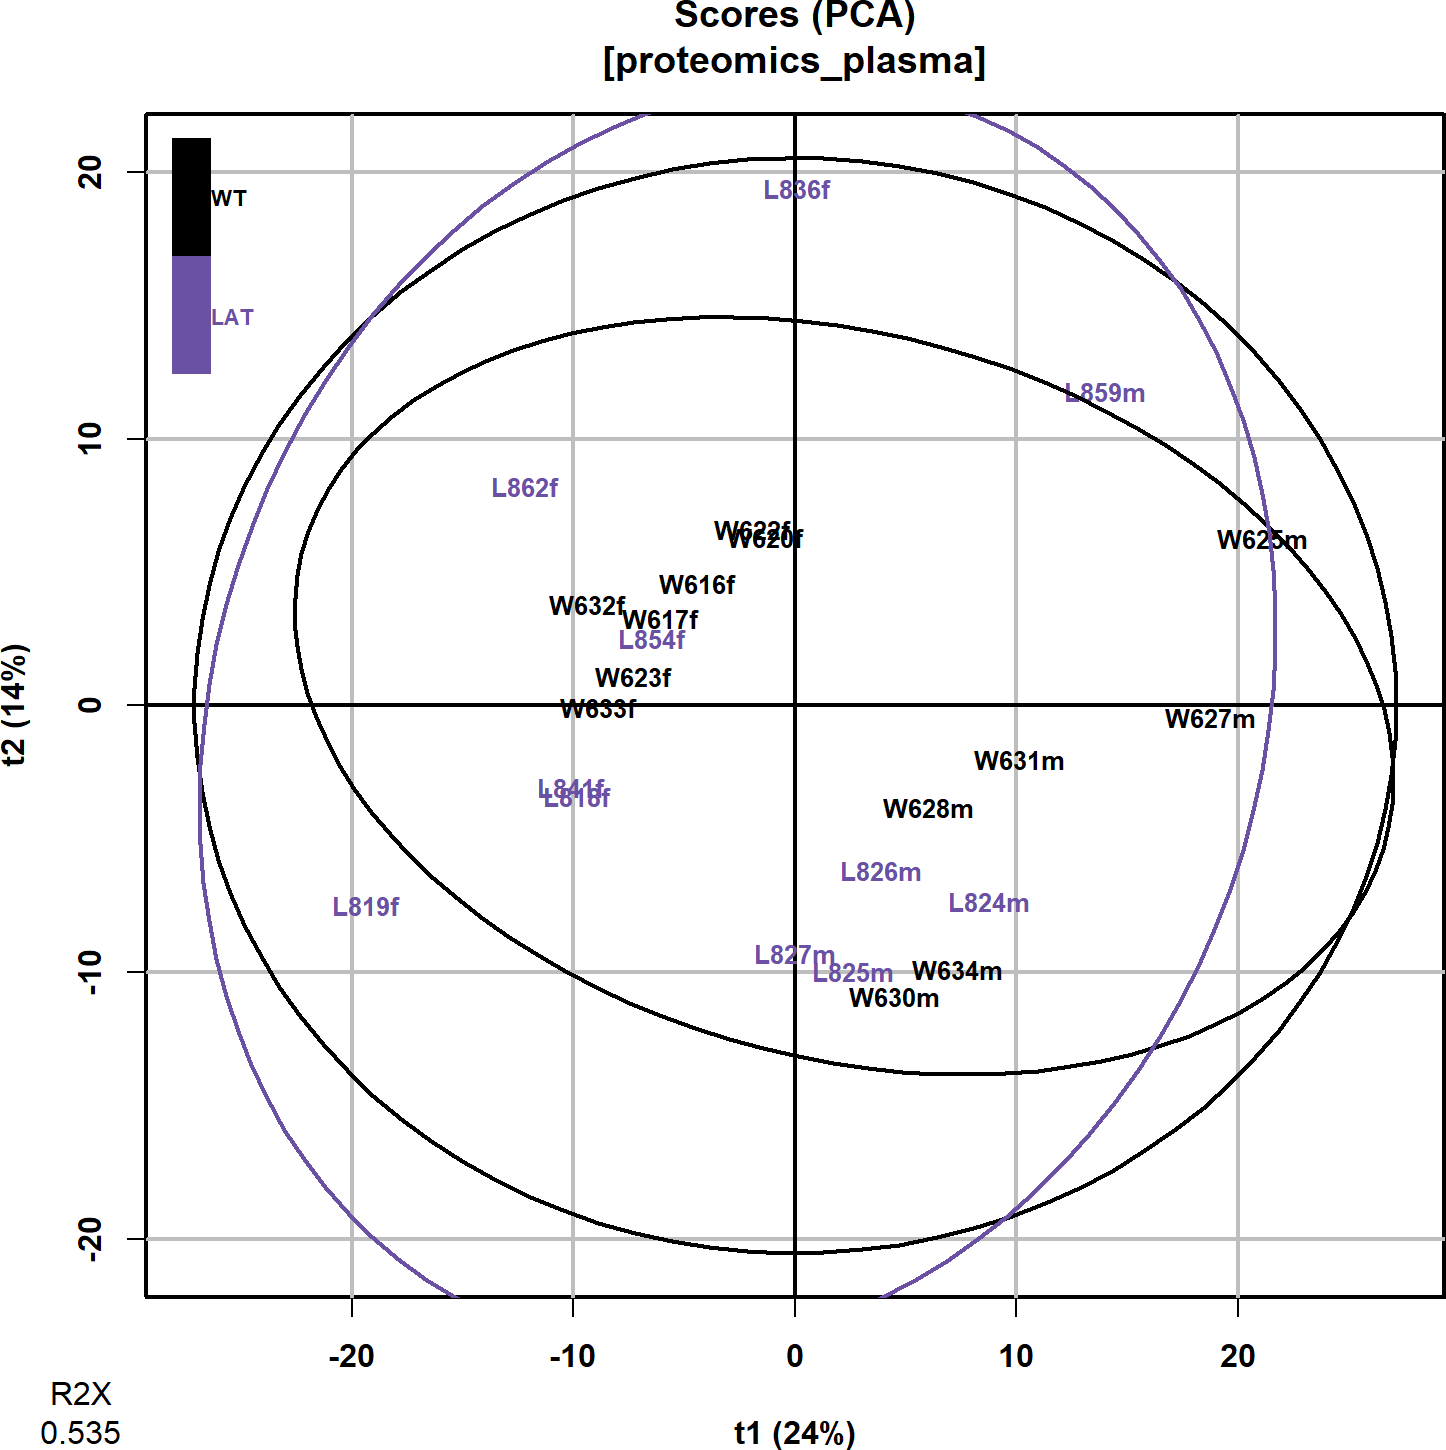 Scores (PCA)
[proteomics_plasma]
WT
LAT
t2 (14%)
20
10
0
-10
-20
L836f
L859m
L862f
W622f
W620f
W625m
W616f
W632f
W617f
L854f
W623f
W633f
W627m
W631m
L841f
L818f
W628m
L826m
L824m
L819f
L827m
L825m
W634m
W630m
-20
-10
0
10
20
R2X
0.535
t1 (24%)